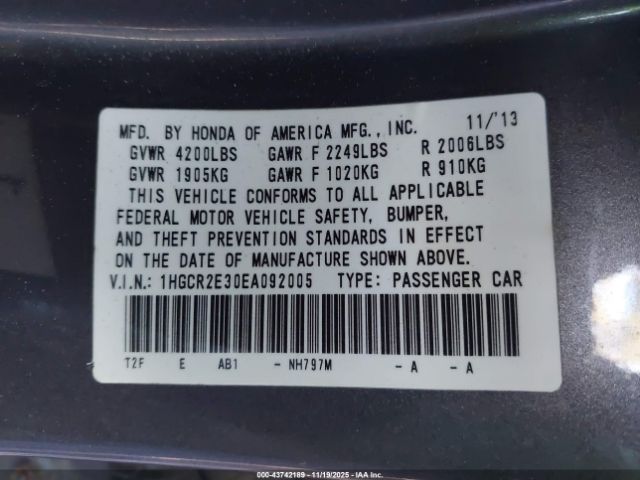 MFD. BY HONDA OF AMERICA MFG., INC. 11/'13
GVWR 4200LBS GAWR F 2249LBS R 2006LBS
GVWR 1905KG GAWR F 1020KG R 910KG
THIS VEHICLE CONFORMS TO ALL APPLICABLE
FEDERAL MOTOR VEHICLE SAFETY, BUMPER,
AND THEFT PREVENTION STANDARDS IN EFFECT
ON THE DATE OF MANUFACTURE SHOWN ABOVE.
V.I.N.: 1HGCR2E30EA092005 TYPE: PASSENGER CAR
T2F E AB1 - NH797M - A - A
000-43742189 - 11/19/2025 - IAAI.COM